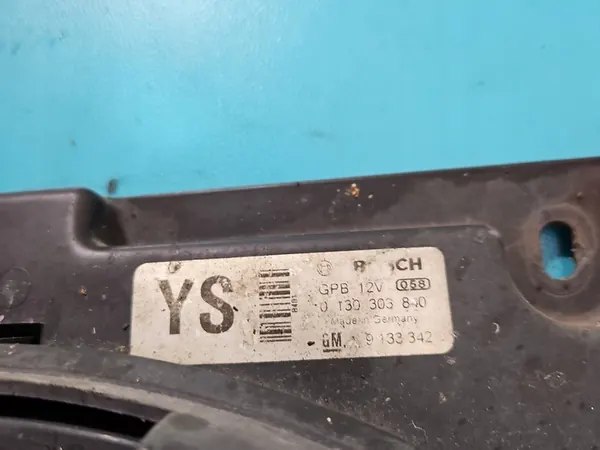 YS
BOSCH
GPB 12V 058
0 130 303 840
Made in Germany
GM 9 133 342